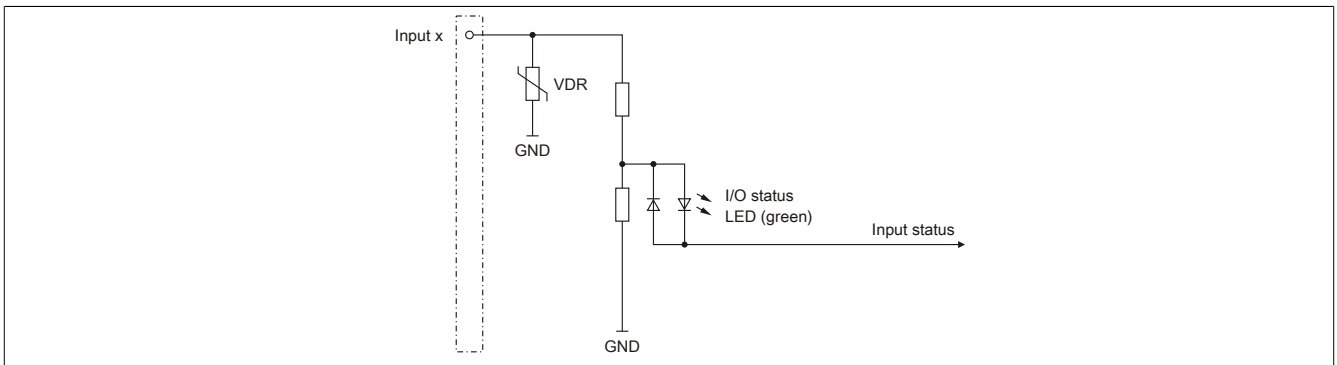 Input x
VDR
GND
I/O status
LED (green)
Input status
GND